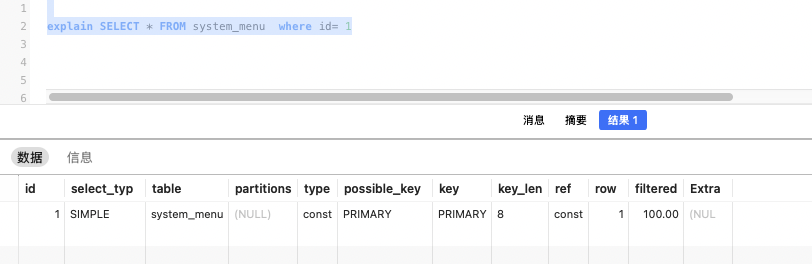 1
2 explain SELECT * FROM system_menu where id= 1
3
4
5
6
消息 摘要 结果 1
数据 信息
id select_typ table partitions type possible_key key key_len ref row filtered Extra
1 SIMPLE system_menu (NULL) const PRIMARY PRIMARY 8 const 1 100.00 (NUL